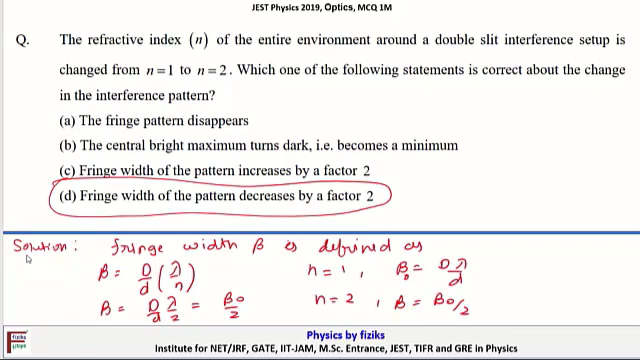 JEST Physics 2019, Optics, MCQ 1M
Q. The refractive index (n) of the entire environment around a double slit interference setup is
changed from n=1 to n=2. Which one of the following statements is correct about the change
in the interference pattern?
(a) The fringe pattern disappears
(b) The central bright maximum turns dark, i.e. becomes a minimum
(c) Fringe width of the pattern increases by a factor 2
(d) Fringe width of the pattern decreases by a factor 2
Solution: fringe width β is defined as
β = D/d (λ/n) n=1, β₀ = Dλ/d
β = D/d λ/2 = β₀/2 n=2, β = β₀/2
fiziks
Physics by fiziks
Institute for NET/JRF, GATE, IIT-JAM, M.Sc. Entrance, JEST, TIFR and GRE in Physics